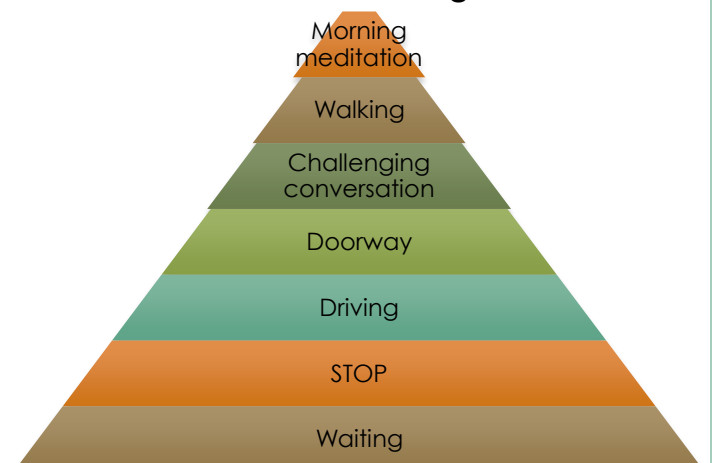 Morning
meditation
Walking
Challenging
conversation
Doorway
Driving
STOP
Waiting